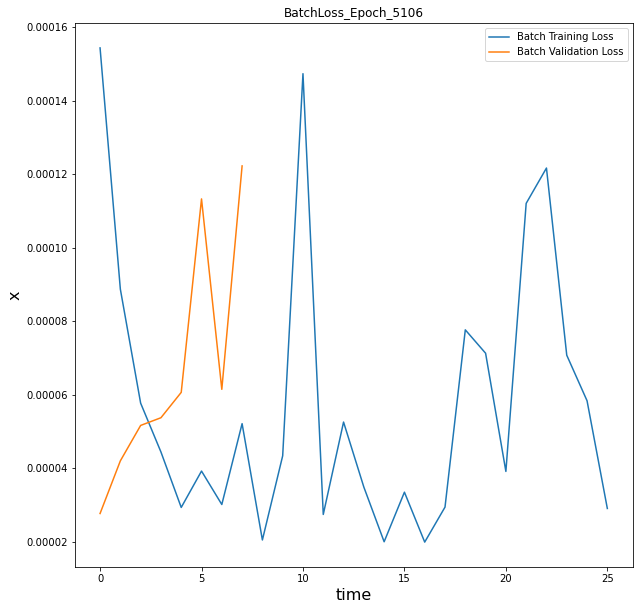 BatchLoss_Epoch_5106
Batch Training Loss
Batch Validation Loss
0.00016
0.00014
0.00012
0.00010
0.00008
0.00006
0.00004
0.00002
x
0 5 10 15 20 25
time